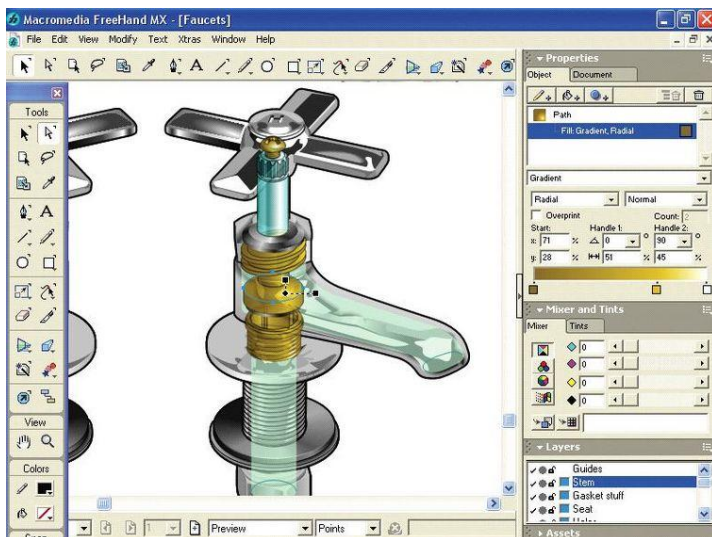 Macromedia FreeHand MX - [Faucets]
File Edit View Modify Text Xtras Window Help
Tools
View
Colors
Properties
Object Document
Path
Fill: Gradient, Radial
Gradient
Radial Normal
Overprint Count: 2
Start: Handle 1: Handle 2:
x: 71 % 0 ° 90 °
y: 28 % 51 % 45 %
Mixer and Tints
Mixer Tints
0
0
0
0
Layers
Guides
Stem
Gasket stuff
Seat
Assets
1 Preview Points